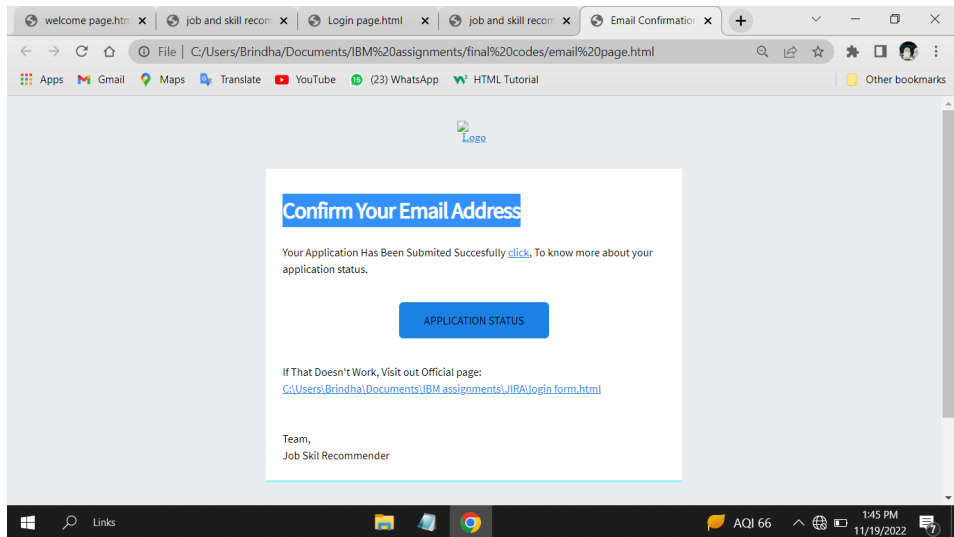 welcome page.htm
job and skill recom
Login page.html
job and skill recom
Email Confirmation
File | C:/Users/Brindha/Documents/IBM%20assignments/final%20codes/email%20page.html
Apps Gmail Maps Translate YouTube (23) WhatsApp HTML Tutorial Other bookmarks
Logo
Confirm Your Email Address
Your Application Has Been Submited Succesfully click, To know more about your
application status.
APPLICATION STATUS
If That Doesn't Work, Visit out Official page:
C:\Users\Brindha\Documents\IBM assignments\JIRA\login form.html
Team,
Job Skil Recommender
Links
AQI 66
1:45 PM
11/19/2022
7